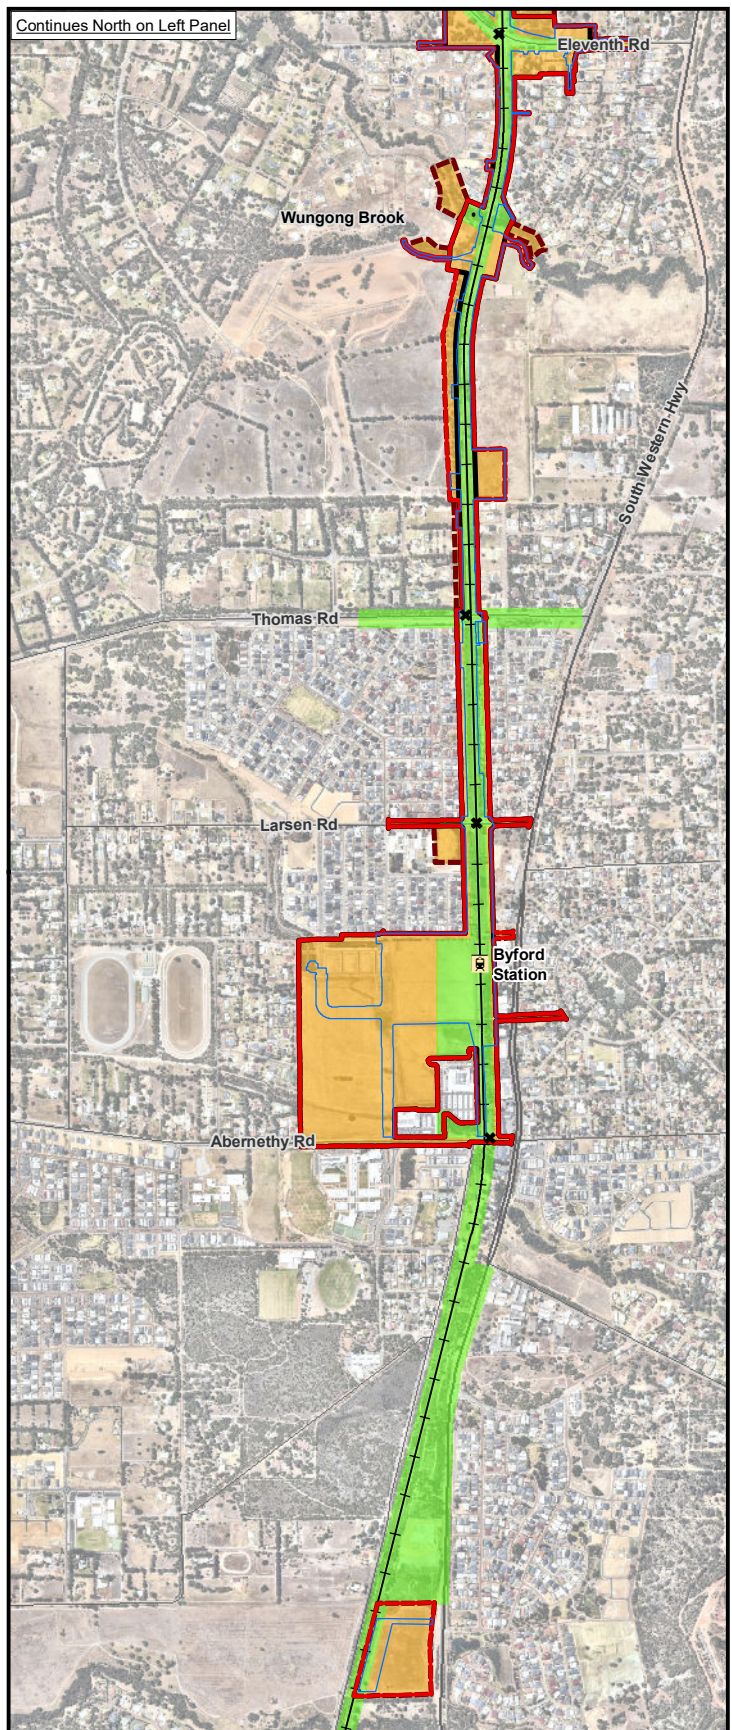 Continues North on Left Panel
Eleventh Rd
Wungong Brook
South Western Hwy
Thomas Rd
Larsen Rd
Byford
Station
Abernethy Rd